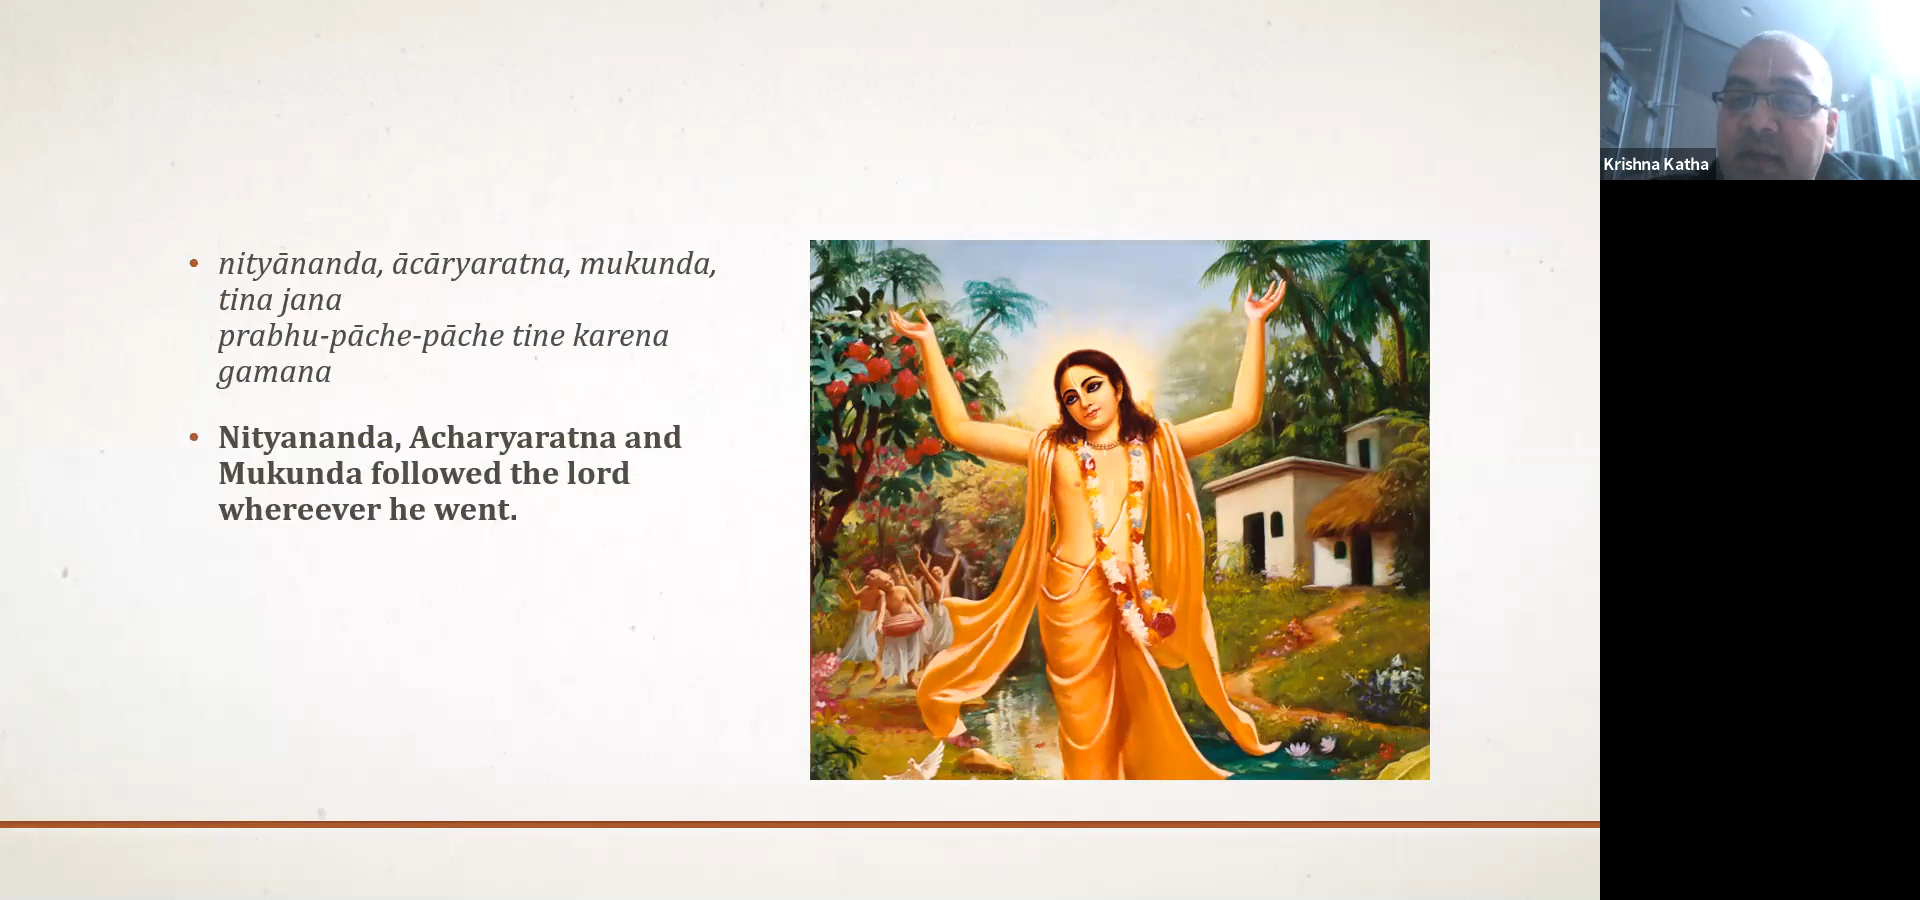 • nityānanda, ācāryaratna, mukunda,
tina jana
prabhu-pāche-pāche tine karena
gamana
• Nityananda, Acharyaratna and
Mukunda followed the lord
whereever he went.
Krishna Katha